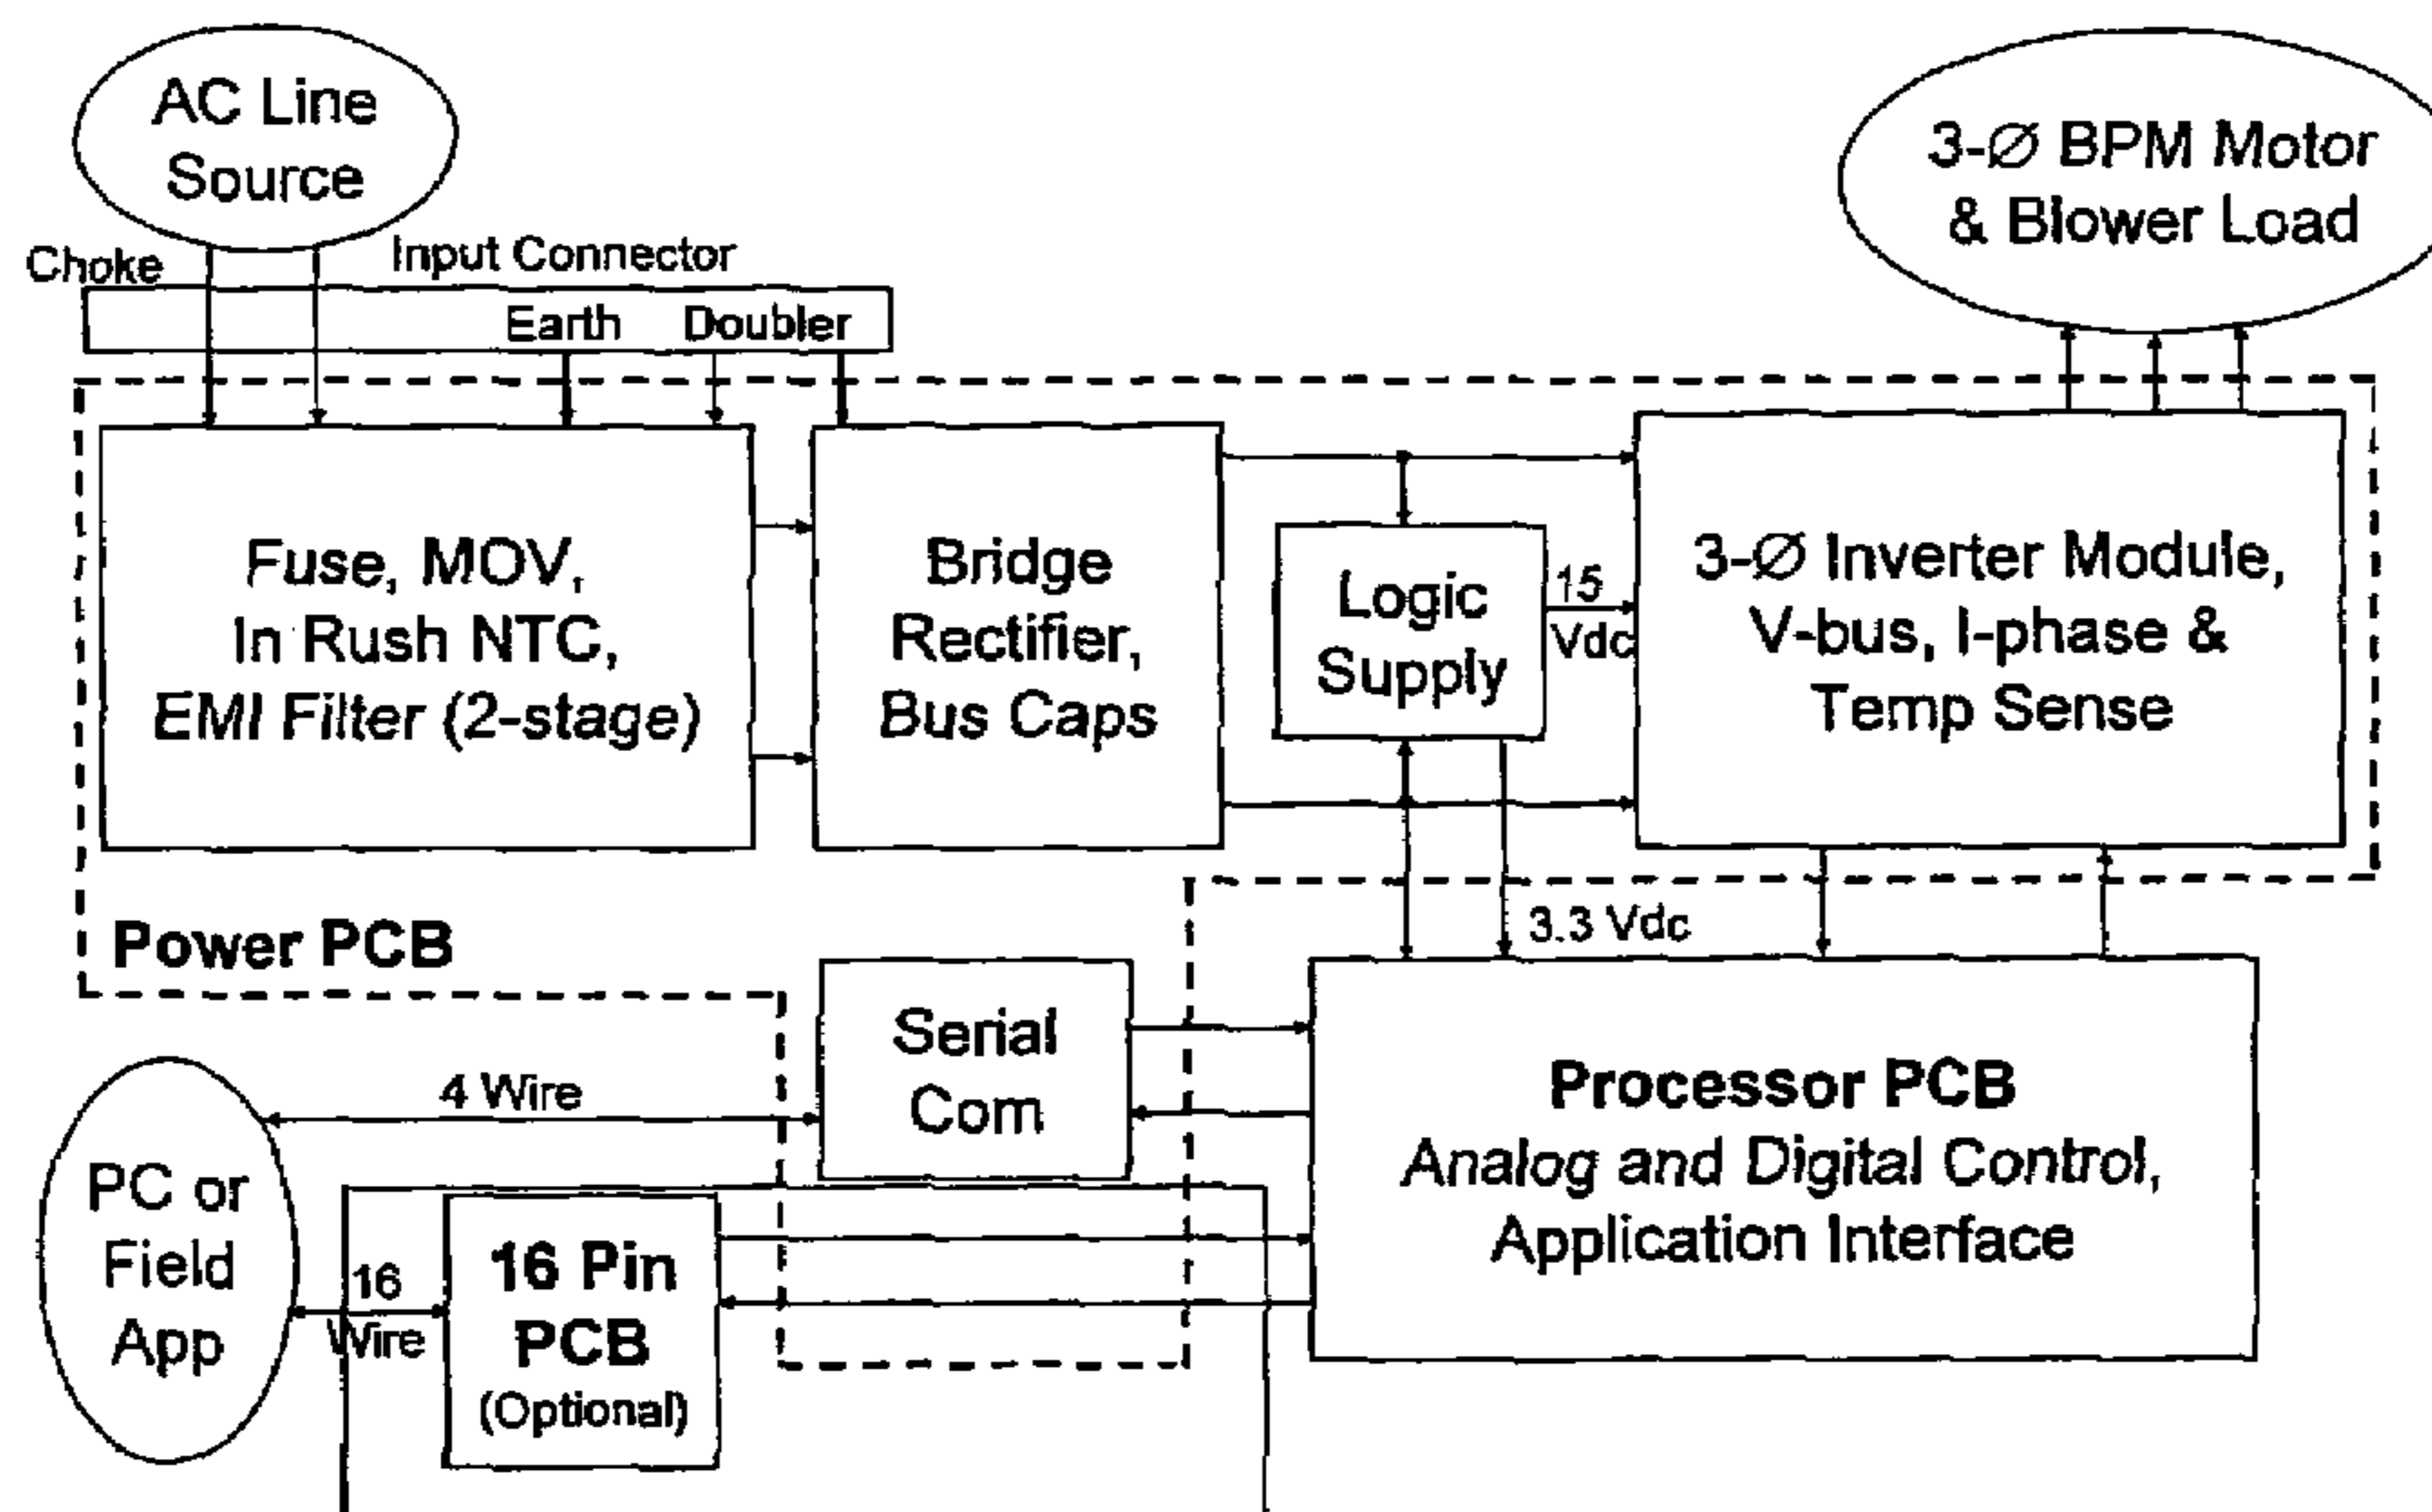 AC Line
Source
3-Ø BPM Motor
& Blower Load
Choke
Input Connector
Earth
Doubler
Fuse, MOV,
In Rush NTC,
EMI Filter (2-stage)
Bridge
Rectifier,
Bus Caps
Logic
Supply
15
Vdc
3-Ø Inverter Module,
V-bus, I-phase &
Temp Sense
Power PCB
3.3 Vdc
Serial
Com
4 Wire
Processor PCB
Analog and Digital Control,
Application Interface
PC or
Field
App
16
Wire
16 Pin
PCB
(Optional)